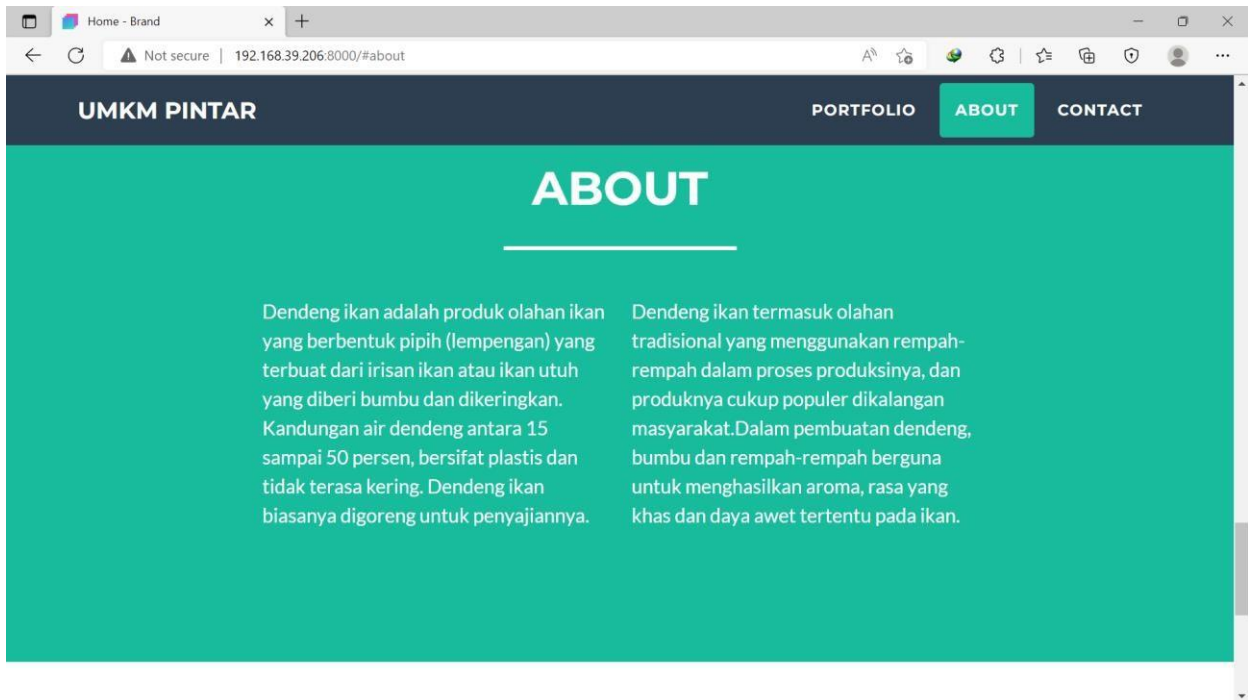 Home - Brand
Not secure | 192.168.39.206:8000/#about
UMKM PINTAR
PORTFOLIO
ABOUT
CONTACT
ABOUT
Dendeng ikan adalah produk olahan ikan
yang berbentuk pipih (lempengan) yang
terbuat dari irisan ikan atau ikan utuh
yang diberi bumbu dan dikeringkan.
Kandungan air dendeng antara 15
sampai 50 persen, bersifat plastis dan
tidak terasa kering. Dendeng ikan
biasanya digoreng untuk penyajiannya.
Dendeng ikan termasuk olahan
tradisional yang menggunakan rempah-
rempah dalam proses produksinya, dan
produknya cukup populer dikalangan
masyarakat.Dalam pembuatan dendeng,
bumbu dan rempah-rempah berguna
untuk menghasilkan aroma, rasa yang
khas dan daya awet tertentu pada ikan.